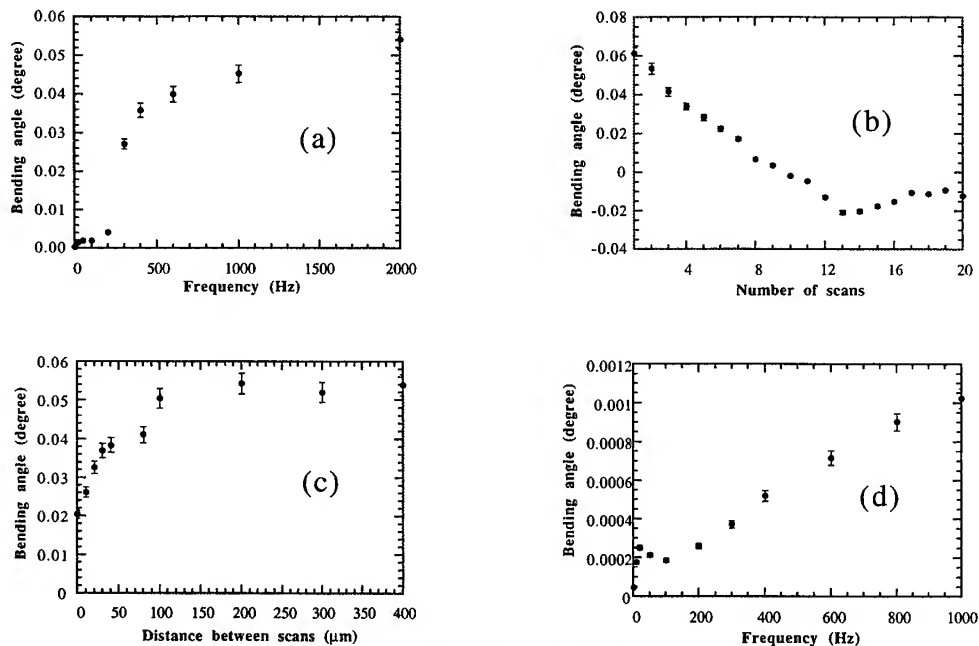 0.06
0.05
0.04
0.03
0.02
0.01
0.00
Bending angle (degree)
(a)
0 500 1000 1500 2000
Frequency (Hz)
0.08
0.06
0.04
0.02
0
-0.02
-0.04
Bending angle (degree)
(b)
4 8 12 16 20
Number of scans
0.06
0.05
0.04
0.03
0.02
0.01
0
Bending angle (degree)
(c)
0 50 100 150 200 250 300 350 400
Distance between scans (μm)
0.0012
0.001
0.0008
0.0006
0.0004
0.0002
0
Bending angle (degree)
(d)
0 200 400 600 800 1000
Frequency (Hz)